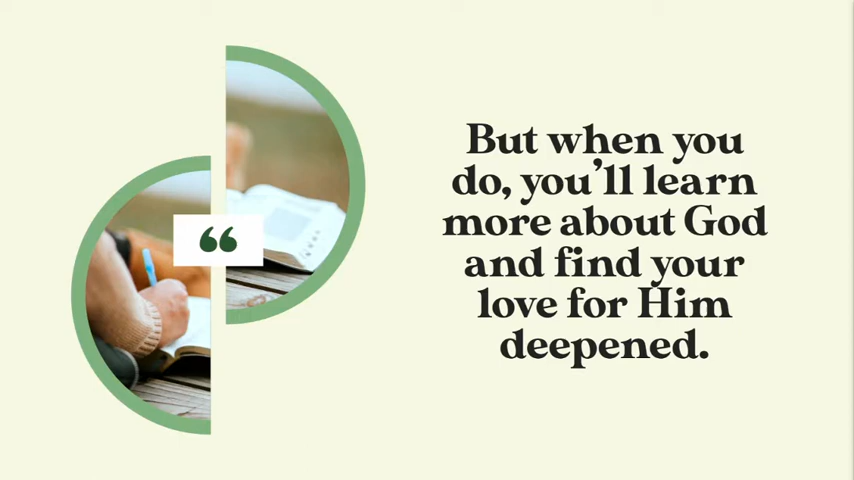 “
But when you
do, you’ll learn
more about God
and find your
love for Him
deepened.